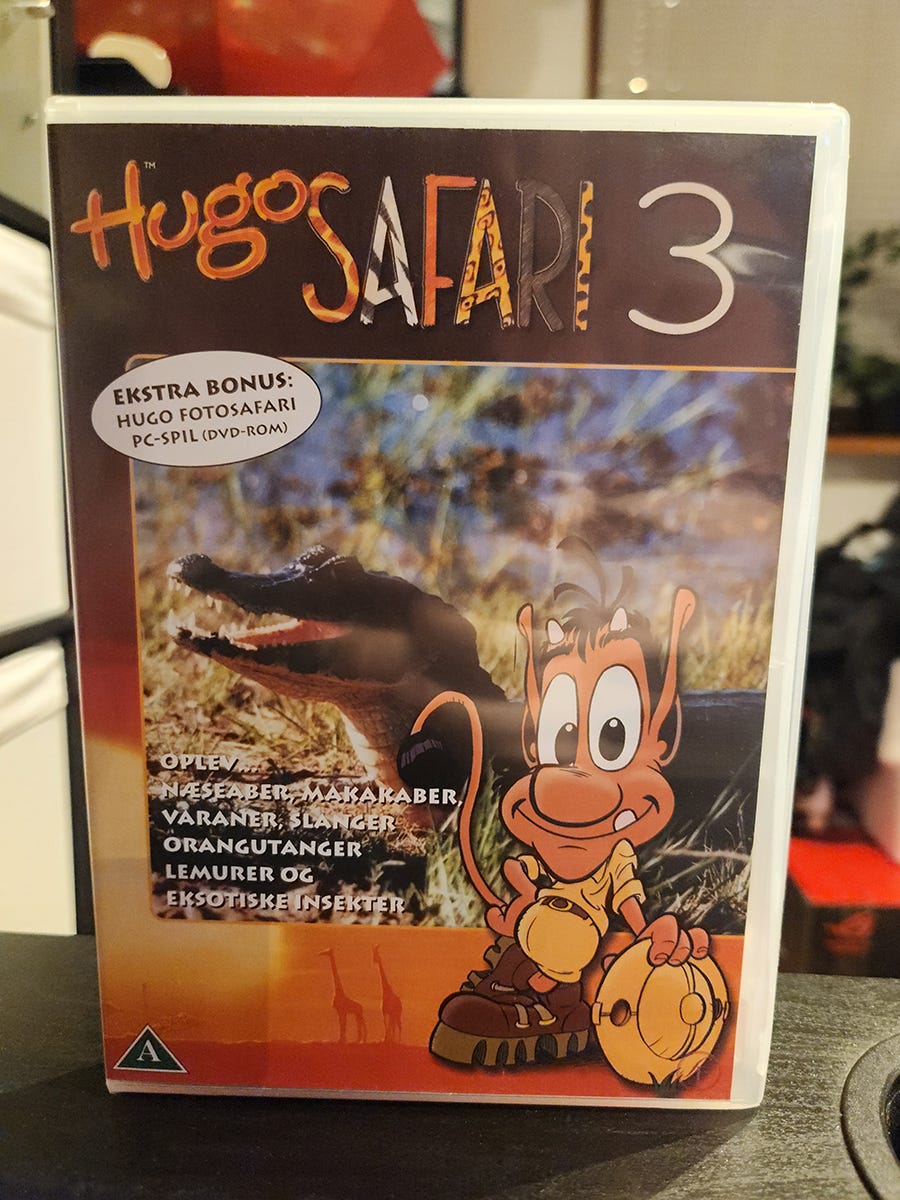 Hugo™ SAFARI 3
EKSTRA BONUS:
HUGO FOTOSAFARI
PC-SPIL (DVD-ROM)
OPLEV...
NÆSEABER, MAKAKABER,
VARANER, SLANGER
ORANGUTANGER
LEMURER OG
EKSOTISKE INSEKTER
A